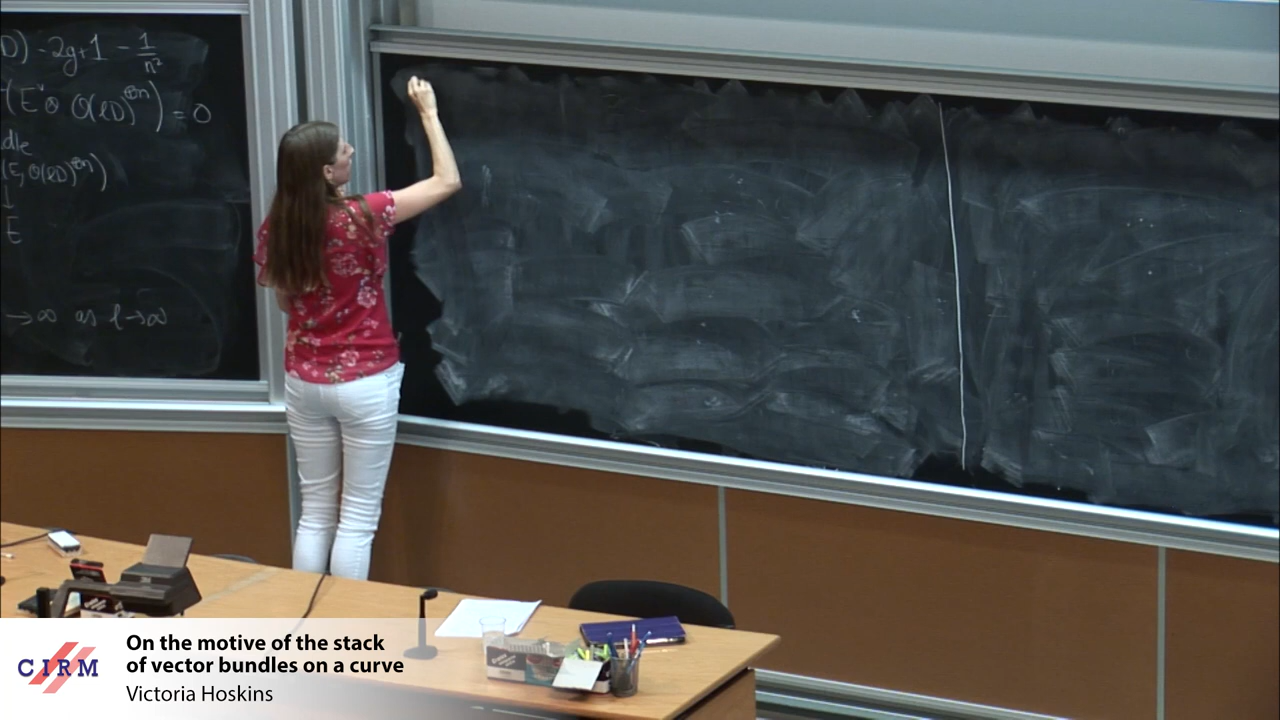 D) - 2g+1 - 1/n²
(E^v ⊗ O(lD)^⊕n) = 0
dle
(E, O(lD)^⊕n)
E
→∞ as l→∞
CIRM
On the motive of the stack
of vector bundles on a curve
Victoria Hoskins